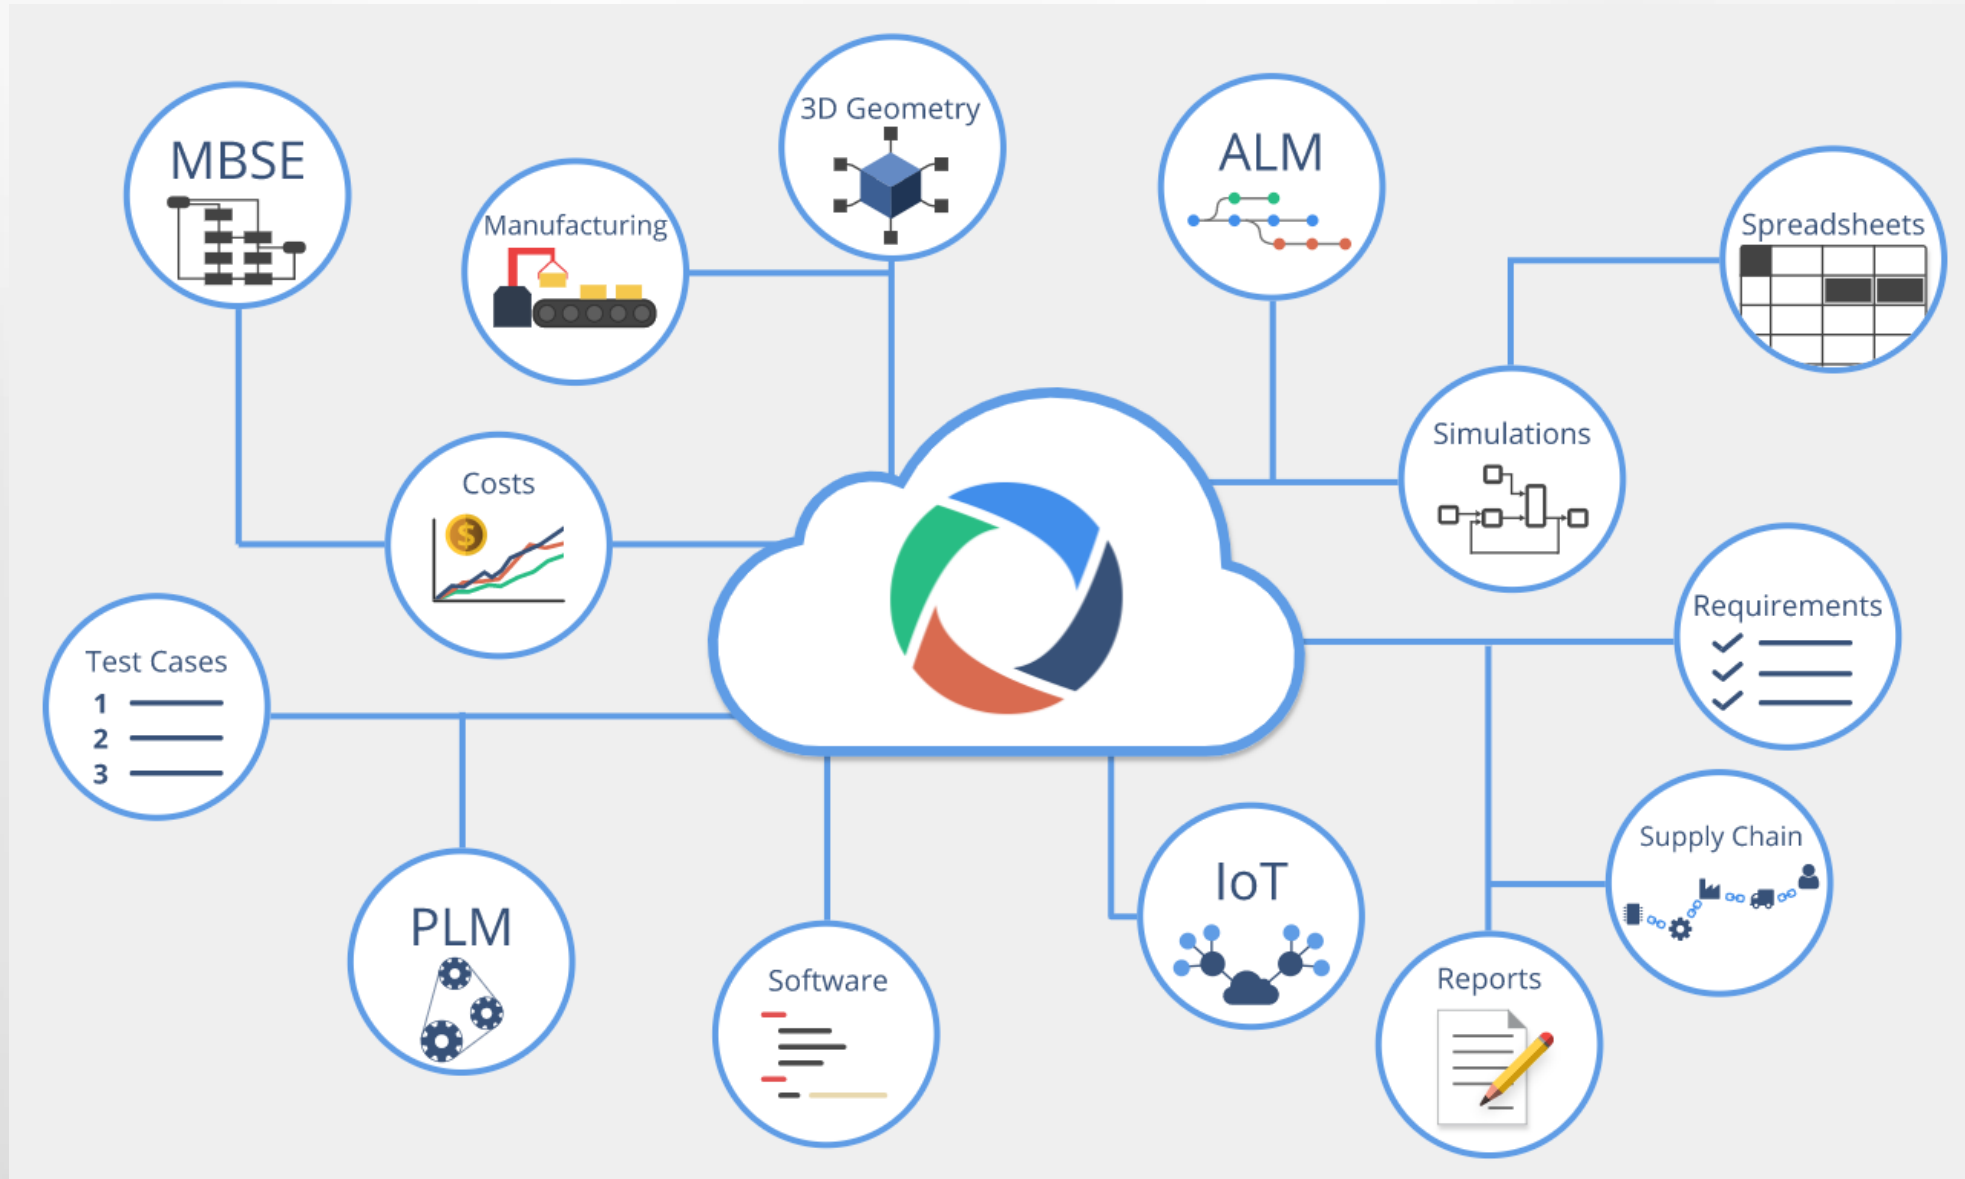 3D Geometry
MBSE
ALM
Manufacturing
Spreadsheets
Simulations
Costs
$
Requirements
Test Cases
1
2
3
Supply Chain
IoT
PLM
Software
Reports